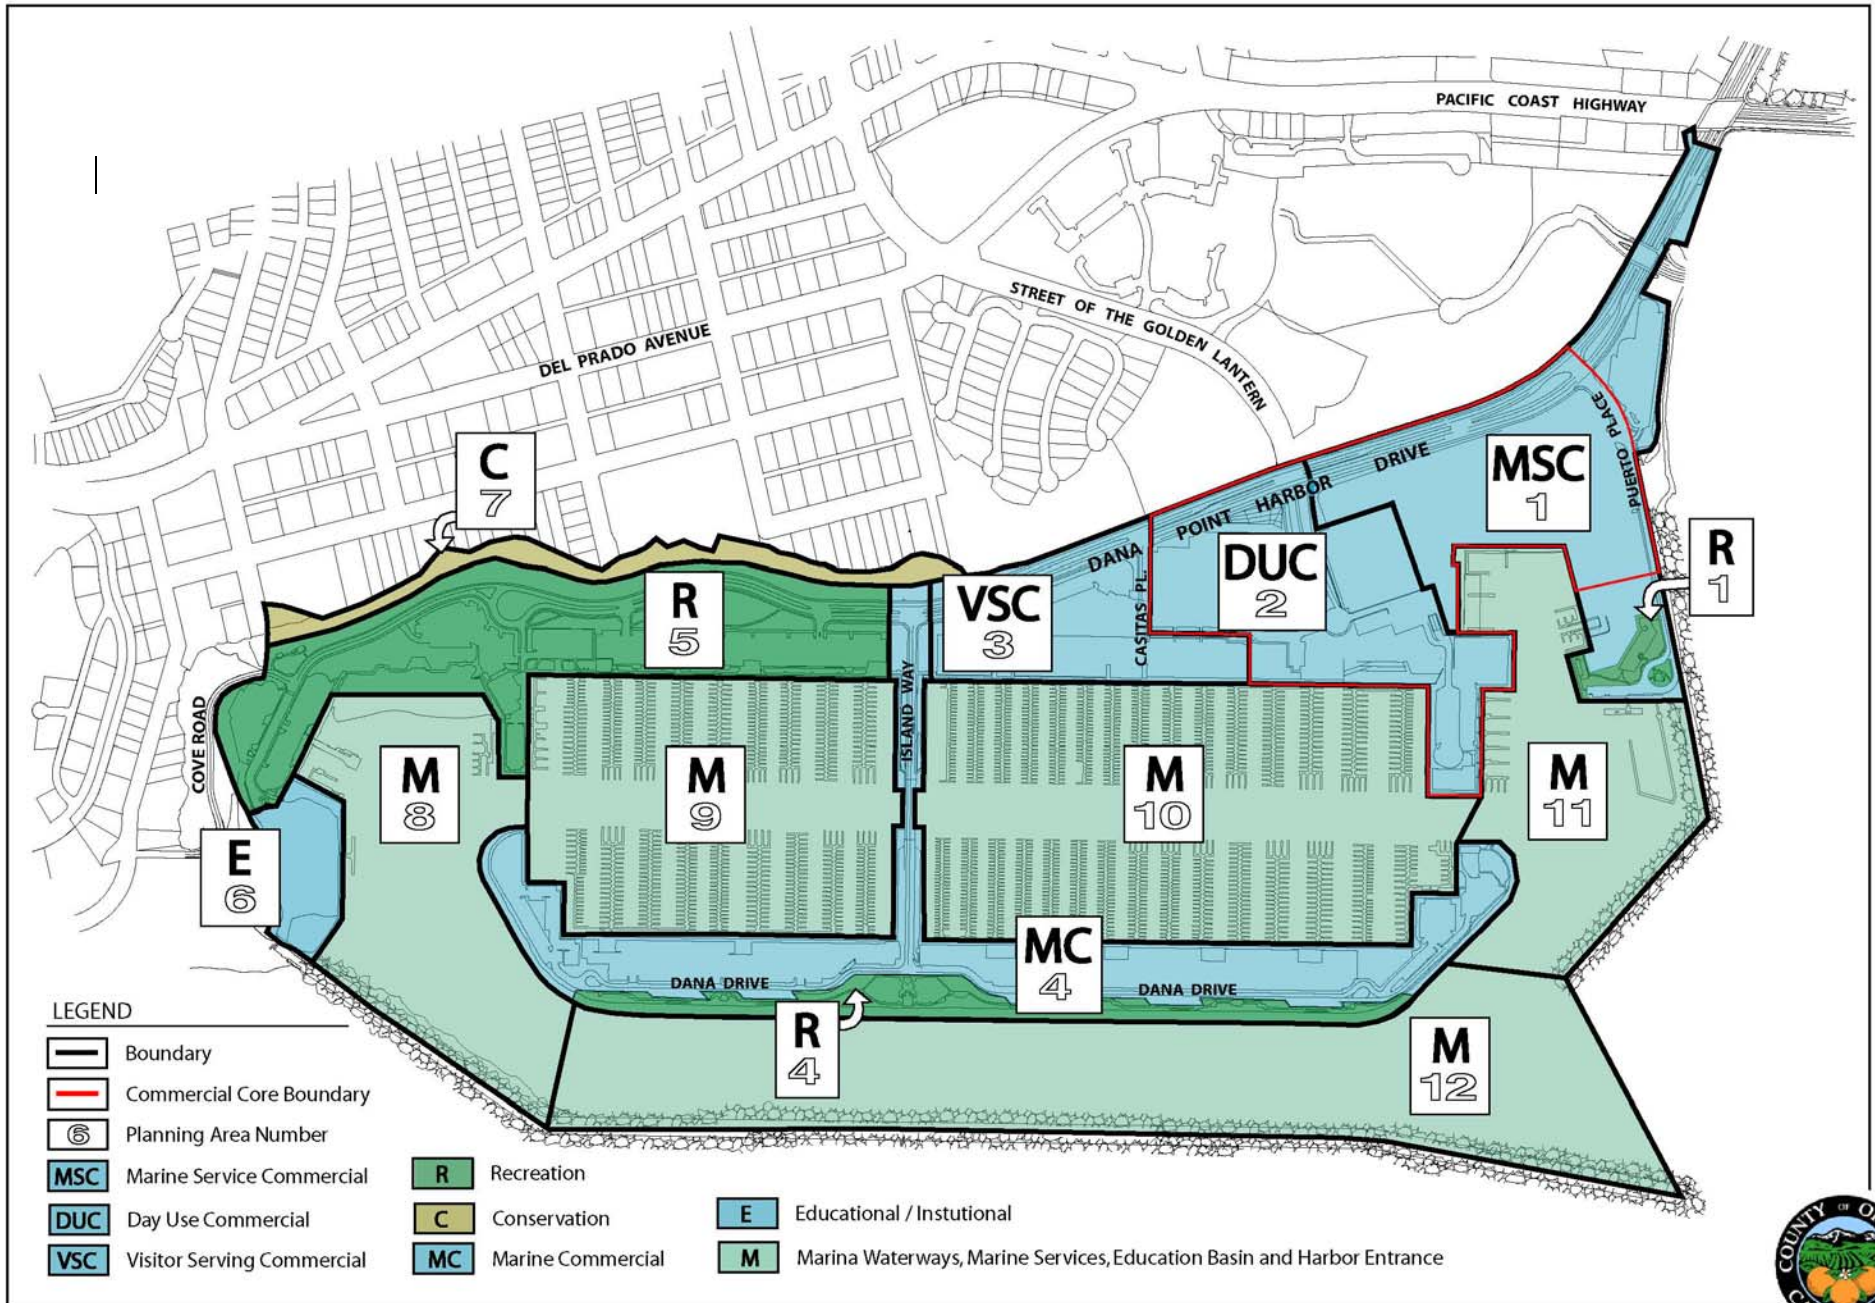 PACIFIC COAST HIGHWAY
STREET OF THE GOLDEN LANTERN
DEL PRADO AVENUE
PUERTO PLACE
DANA POINT HARBOR DRIVE
MSC
1
C
7
R
1
DUC
2
R
5
VSC
3
CASITAS PL.
COVE ROAD
ISLAND WAY
M
8
M
9
M
10
M
11
E
6
MC
4
DANA DRIVE
DANA DRIVE
R
4
M
12
LEGEND
Boundary
Commercial Core Boundary
6 Planning Area Number
MSC Marine Service Commercial
DUC Day Use Commercial
VSC Visitor Serving Commercial
R Recreation
C Conservation
MC Marine Commercial
E Educational / Instutional
M Marina Waterways, Marine Services, Education Basin and Harbor Entrance
COUNTY OF